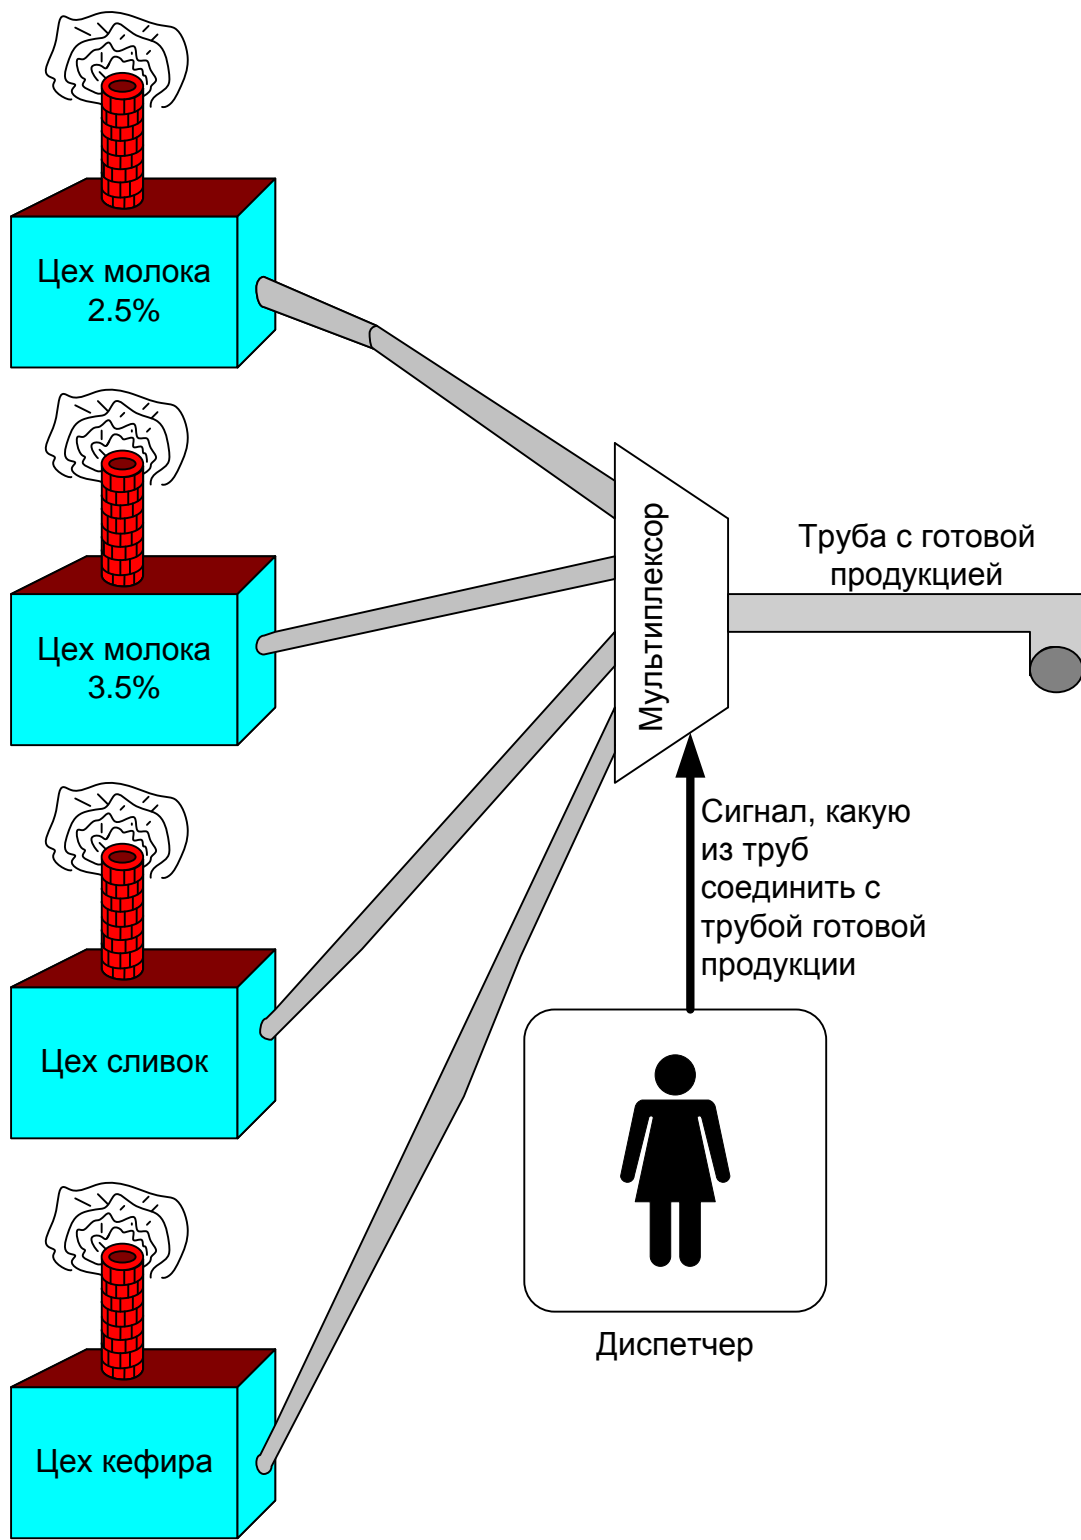 Цех молока
2.5%
Цех молока
3.5%
Цех сливок
Цех кефира
Мультиплексор
Труба с готовой
продукцией
Сигнал, какую
из труб
соединить с
трубой готовой
продукции
Диспетчер